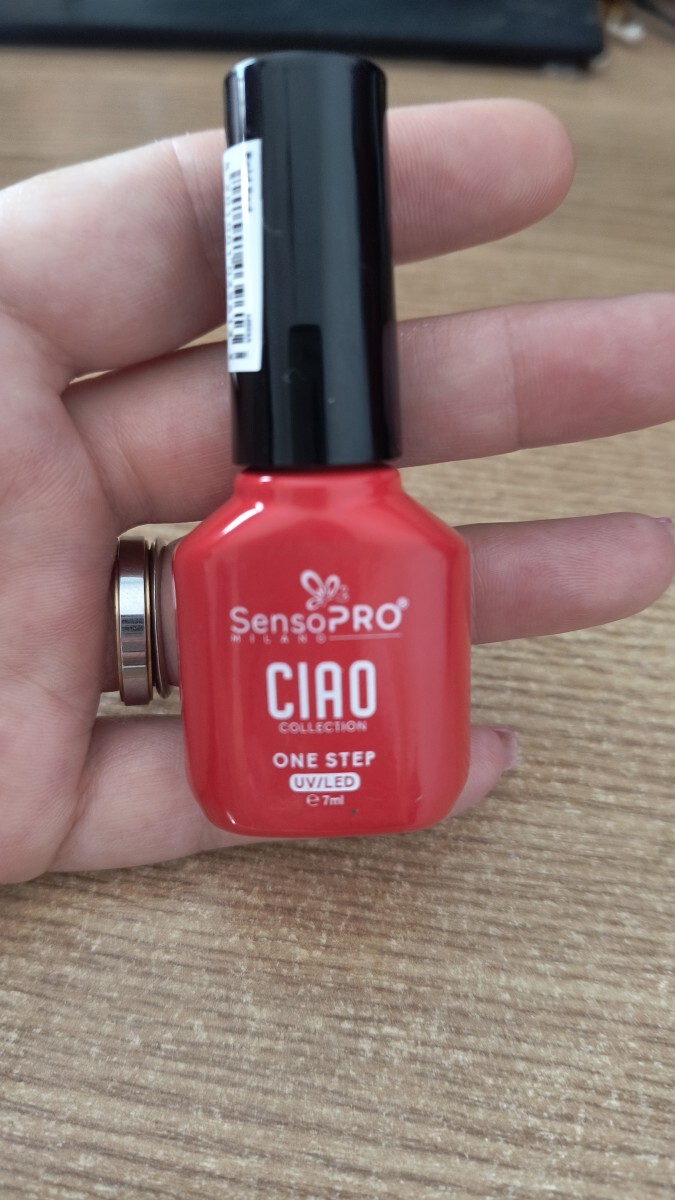 SensoPRO®
MILANO
CIAO
COLLECTION
ONE STEP
UV/LED
℮ 7ml